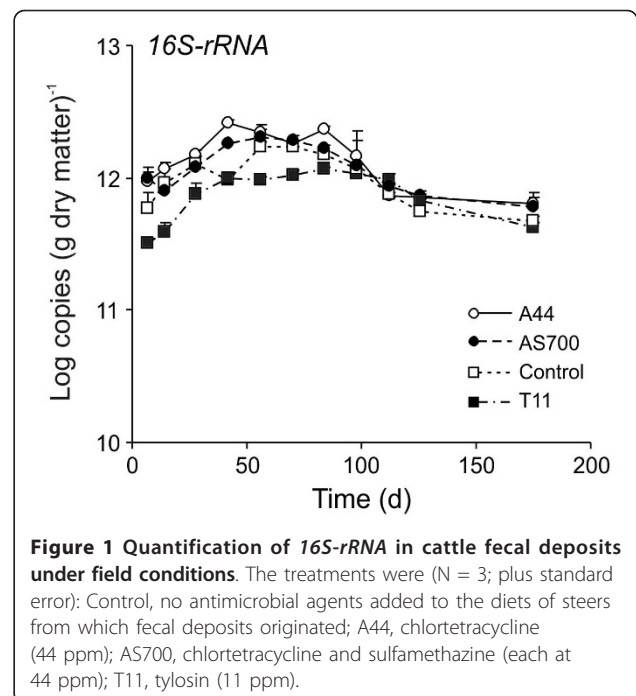 16S-rRNA
13
12
11
10
Log copies (g dry matter)-1
A44
AS700
Control
T11
0 50 100 150 200
Time (d)
Figure 1 Quantification of 16S-rRNA in cattle fecal deposits
under field conditions. The treatments were (N = 3; plus standard
error): Control, no antimicrobial agents added to the diets of steers
from which fecal deposits originated; A44, chlortetracycline
(44 ppm); AS700, chlortetracycline and sulfamethazine (each at
44 ppm); T11, tylosin (11 ppm).